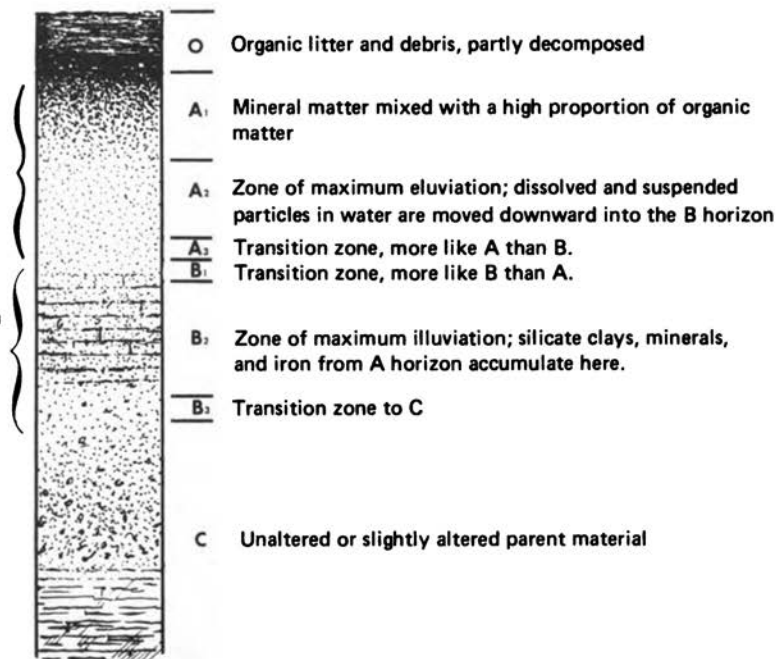 O Organic litter and debris, partly decomposed
A₁ Mineral matter mixed with a high proportion of organic
matter
A₂ Zone of maximum eluviation; dissolved and suspended
particles in water are moved downward into the B horizon
A₃ Transition zone, more like A than B.
B₁ Transition zone, more like B than A.
B₂ Zone of maximum illuviation; silicate clays, minerals,
and iron from A horizon accumulate here.
B₃ Transition zone to C
C Unaltered or slightly altered parent material